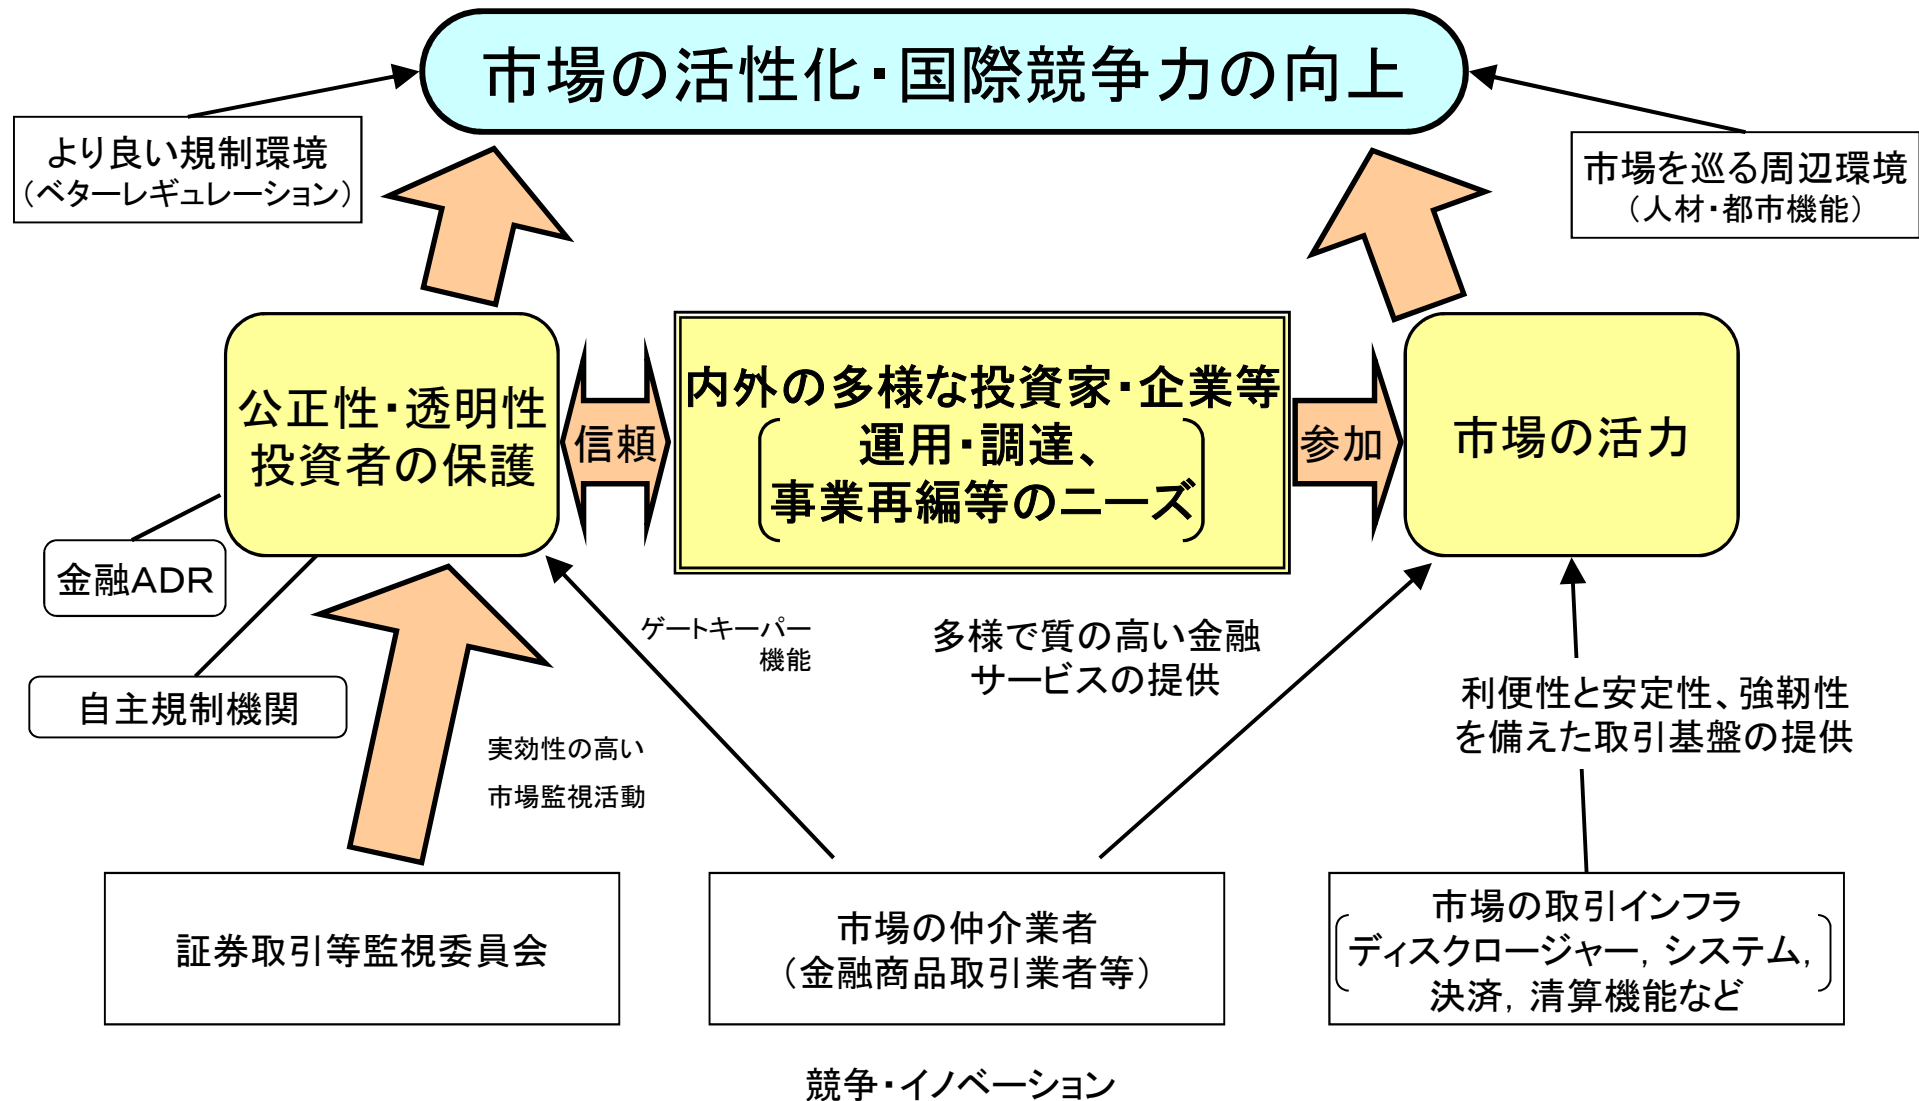 市場の活性化・国際競争力の向上
より良い規制環境
（ベターレギュレーション）
市場を巡る周辺環境
（人材・都市機能）
公正性・透明性
投資者の保護
信頼
内外の多様な投資家・企業等
運用・調達、
事業再編等のニーズ
参加
市場の活力
金融ADR
自主規制機関
ゲートキーパー
機能
多様で質の高い金融
サービスの提供
利便性と安定性、強靭性
を備えた取引基盤の提供
実効性の高い
市場監視活動
証券取引等監視委員会
市場の仲介業者
（金融商品取引業者等）
市場の取引インフラ
ディスクロージャー，システム，
決済，清算機能など
競争・イノベーション